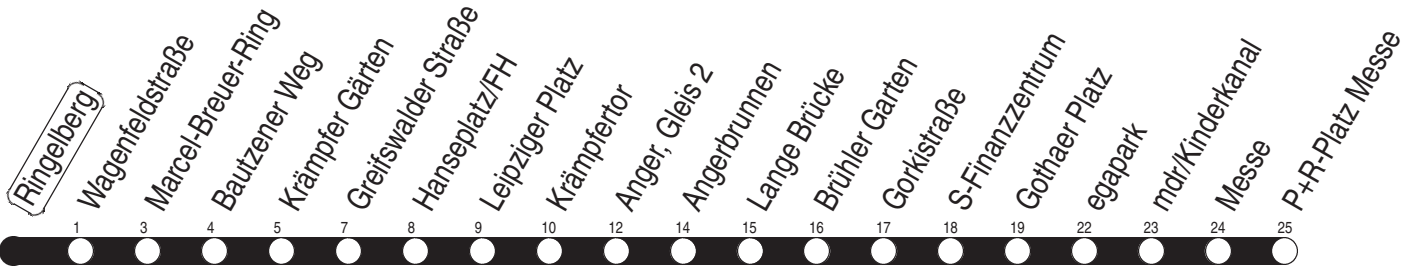 Ringelberg
Wagenfeldstraße
Marcel-Breuer-Ring
Bautzener Weg
Krämpfer Gärten
Greifswalder Straße
Hanseplatz/FH
Leipziger Platz
Krämpfertor
Anger, Gleis 2
Angerbrunnen
Lange Brücke
Brühler Garten
Gorkistraße
S-Finanzzentrum
Gothaer Platz
egapark
mdr/Kinderkanal
Messe
P+R-Platz Messe
1 3 4 5 7 8 9 10 12 14 15 16 17 18 19 22 23 24 25